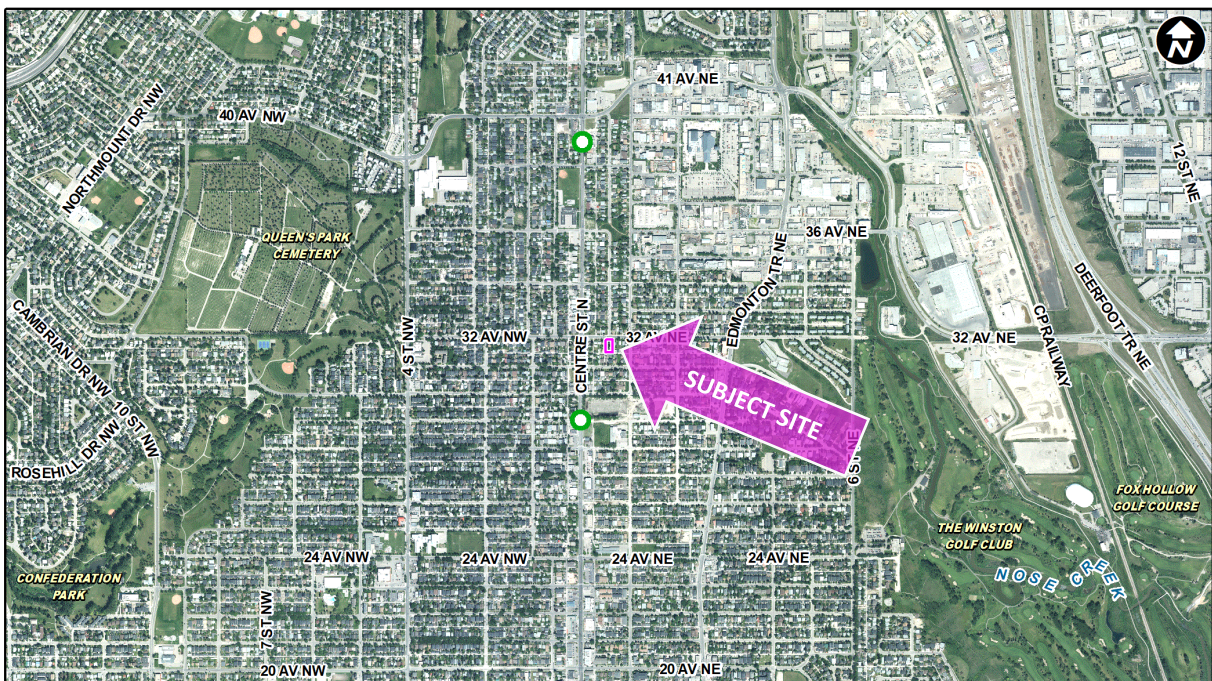 N
41 AV NE
NORTHMOUNT DR NW
40 AV NW
12 ST NE
QUEEN'S PARK
CEMETERY
36 AV NE
EDMONTON TR NE
DEERFOOT TR NE
CAMBRIAN DR NW
4 ST NW
CENTRE ST N
32 AV NW
32 AV NE
32 AV NE
CP RAILWAY
SUBJECT SITE
10 ST NW
ROSEHILL DR NW
6 ST NE
FOX HOLLOW
GOLF COURSE
THE WINSTON
GOLF CLUB
24 AV NW
24 AV NW
24 AV NE
24 AV NE
CONFEDERATION
PARK
NOSE CREEK
7 ST NW
20 AV NW
20 AV NE